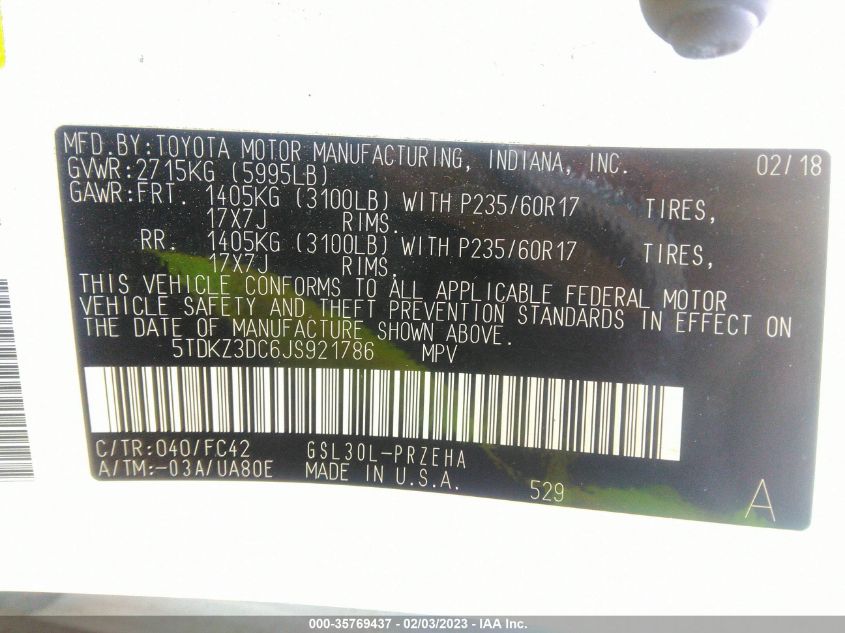 MFD.BY:TOYOTA MOTOR MANUFACTURING, INDIANA, INC. 02/18
GVWR:2715KG (5995LB)
GAWR:FRT. 1405KG (3100LB) WITH P235/60R17 TIRES,
17X7J RIMS.
RR. 1405KG (3100LB) WITH P235/60R17 TIRES,
17X7J RIMS.
THIS VEHICLE CONFORMS TO ALL APPLICABLE FEDERAL MOTOR
VEHICLE SAFETY AND THEFT PREVENTION STANDARDS IN EFFECT ON
THE DATE OF MANUFACTURE SHOWN ABOVE.
5TDKZ3DC6JS921786 MPV
C/TR:040/FC42 GSL30L-PRZEHA
A/TM:-03A/UA80E MADE IN U.S.A. 529 A
000-35769437 - 02/03/2023 - IAA Inc.